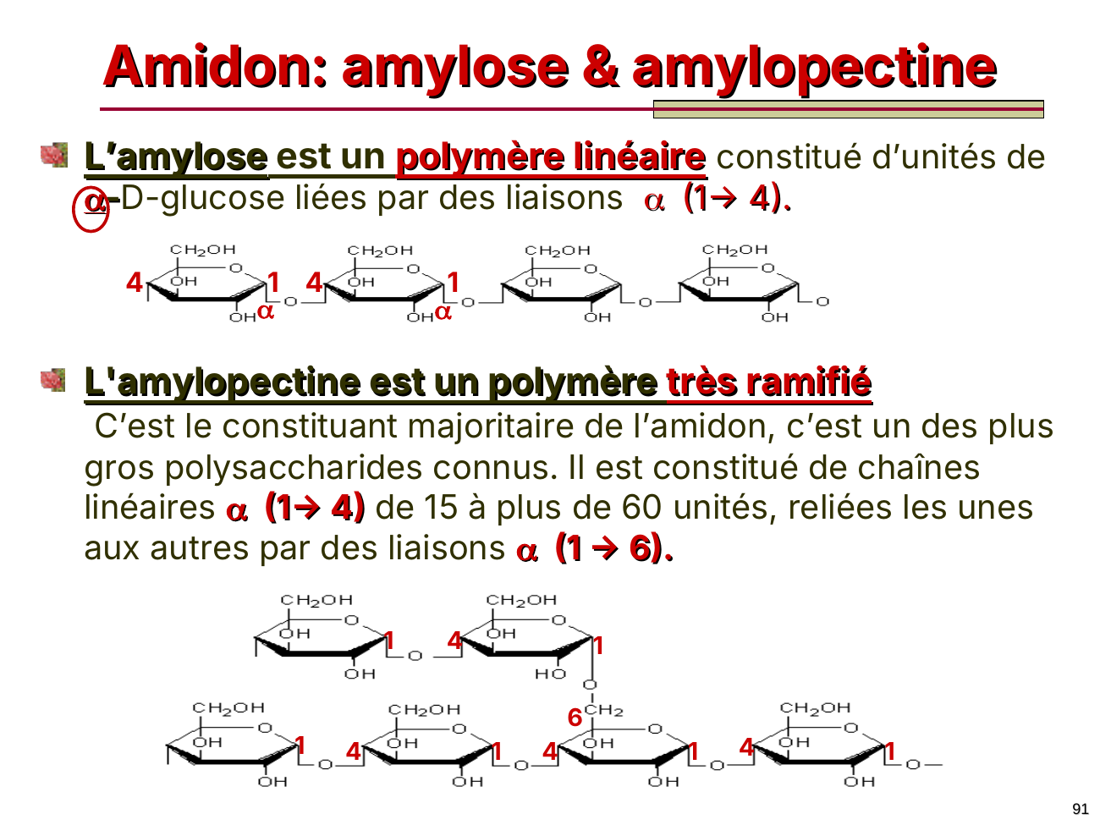 Amidon: amylose & amylopectine
L’amylose est un polymère linéaire constitué d’unités de
α-D-glucose liées par des liaisons α (1→ 4).
CH₂OH CH₂OH CH₂OH CH₂OH
O O O O
4 OH 1 4 OH 1 OH OH
O O O O
OH α OH α OH OH
L'amylopectine est un polymère très ramifié
C’est le constituant majoritaire de l’amidon, c’est un des plus
gros polysaccharides connus. Il est constitué de chaînes
linéaires α (1→ 4) de 15 à plus de 60 unités, reliées les unes
aux autres par des liaisons α (1 → 6).
CH₂OH CH₂OH
O O
OH 1 4 OH 1
O
OH HO
O
CH₂OH CH₂OH 6 CH₂ CH₂OH
O O O O
OH 1 4 OH 1 4 OH 1 4 OH 1
O O O O
OH OH OH OH
91